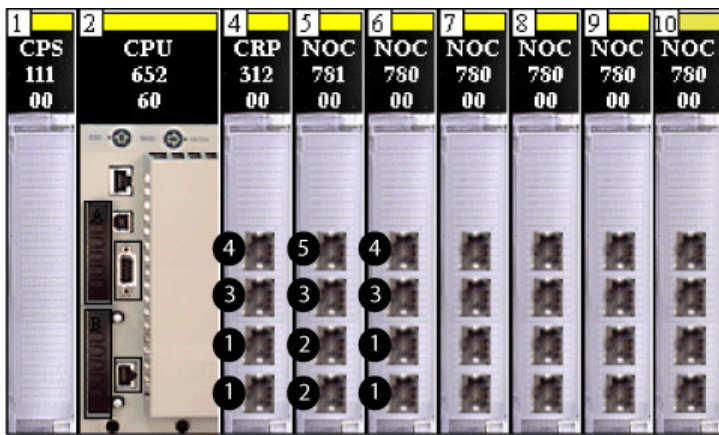 1 2 4 5 6 7 8 9 10
CPS CPU CRP NOC NOC NOC NOC NOC NOC
111 652 312 781 780 780 780 780 780
00 60 00 00 00 00 00 00 00
A
4 5 4
3 3 3
B
1 2 1
1 2 1